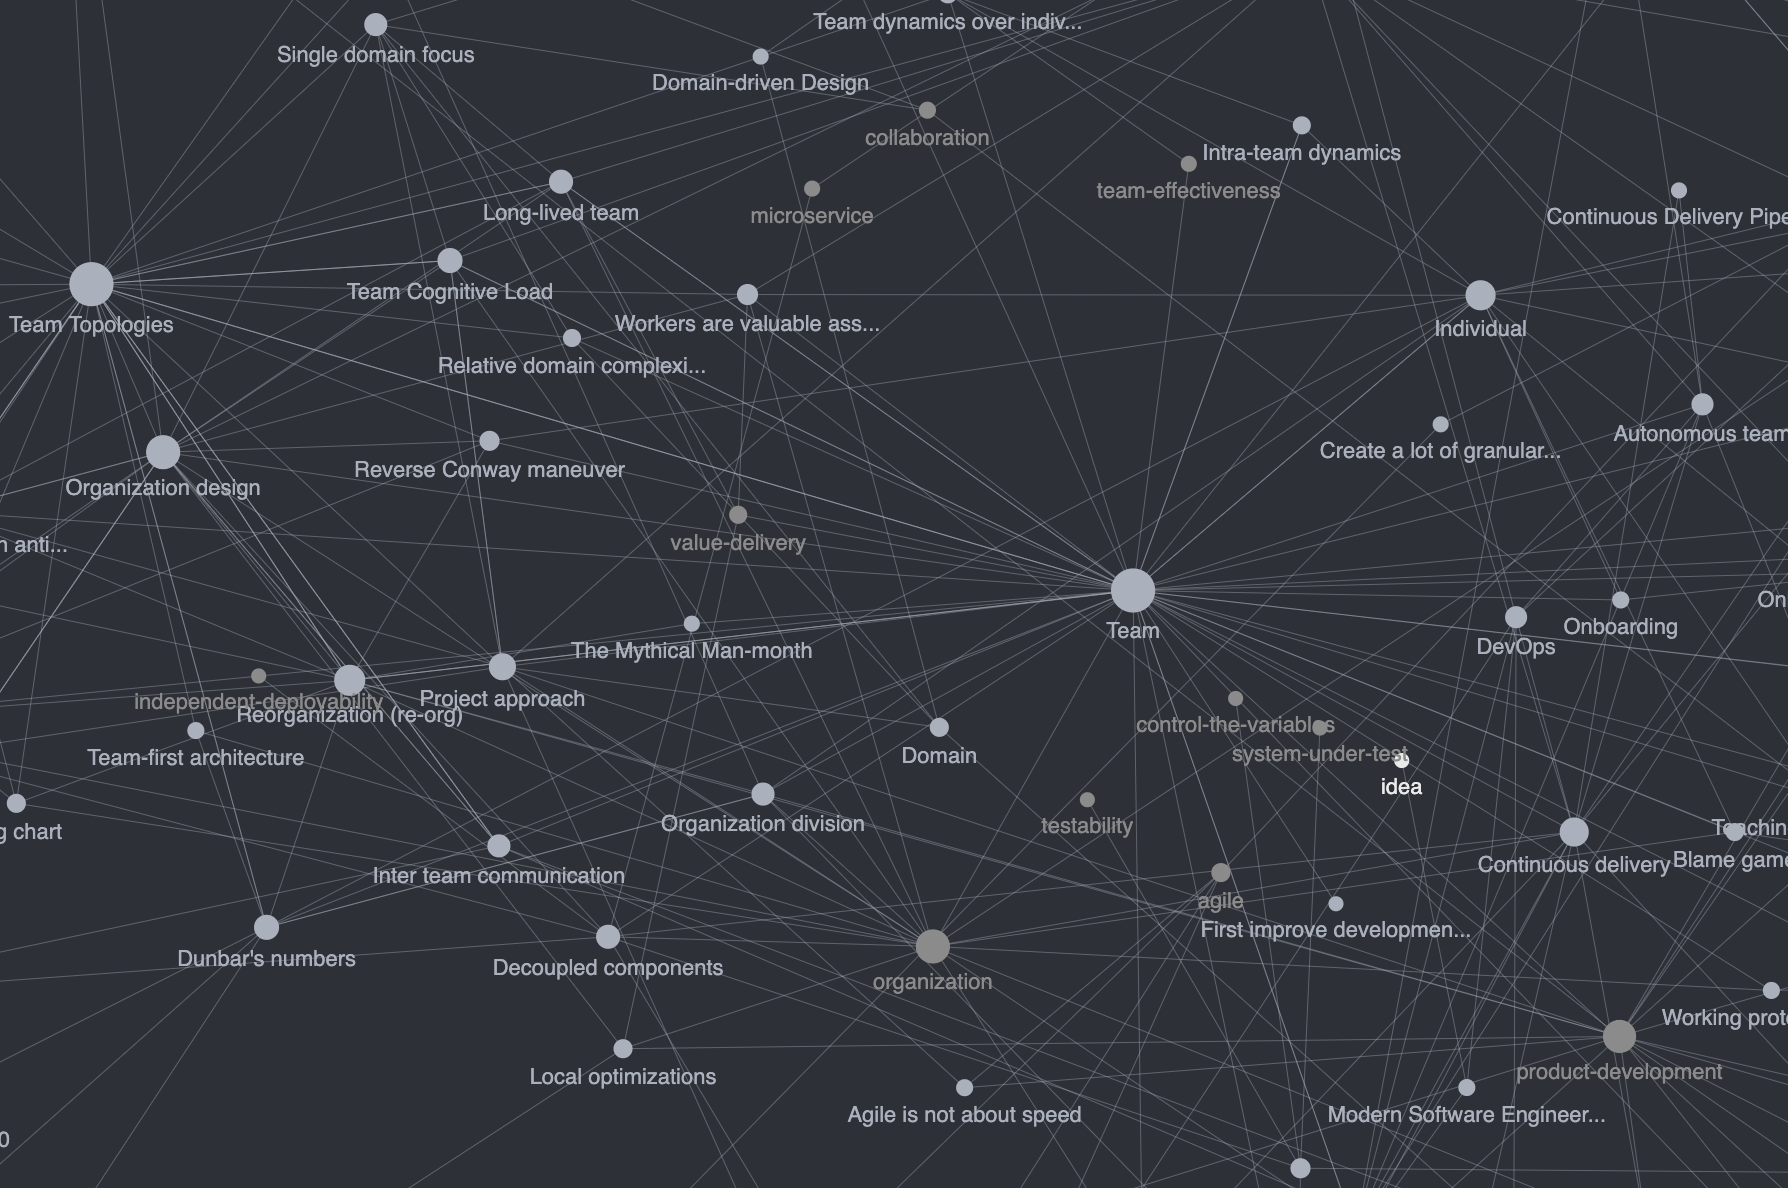 Team dynamics over indiv...
Single domain focus
Domain-driven Design
collaboration
Intra-team dynamics
team-effectiveness
Long-lived team
microservice
Continuous Delivery Pipe
Team Cognitive Load
Team Topologies
Workers are valuable ass...
Individual
Relative domain complexi...
Autonomous team
Create a lot of granular...
Reverse Conway maneuver
Organization design
value-delivery
n anti...
On
Team
Onboarding
DevOps
The Mythical Man-month
Project approach
independent-deployability
Reorganization (re-org)
control-the-variables
system-under-test
Team-first architecture
Domain
idea
Organization division
testability
Teachin
g chart
Blame game
Continuous delivery
Inter team communication
agile
First improve developmen...
Dunbar's numbers
Decoupled components
organization
Working proto
product-development
Local optimizations
Agile is not about speed
Modern Software Engineer...
0